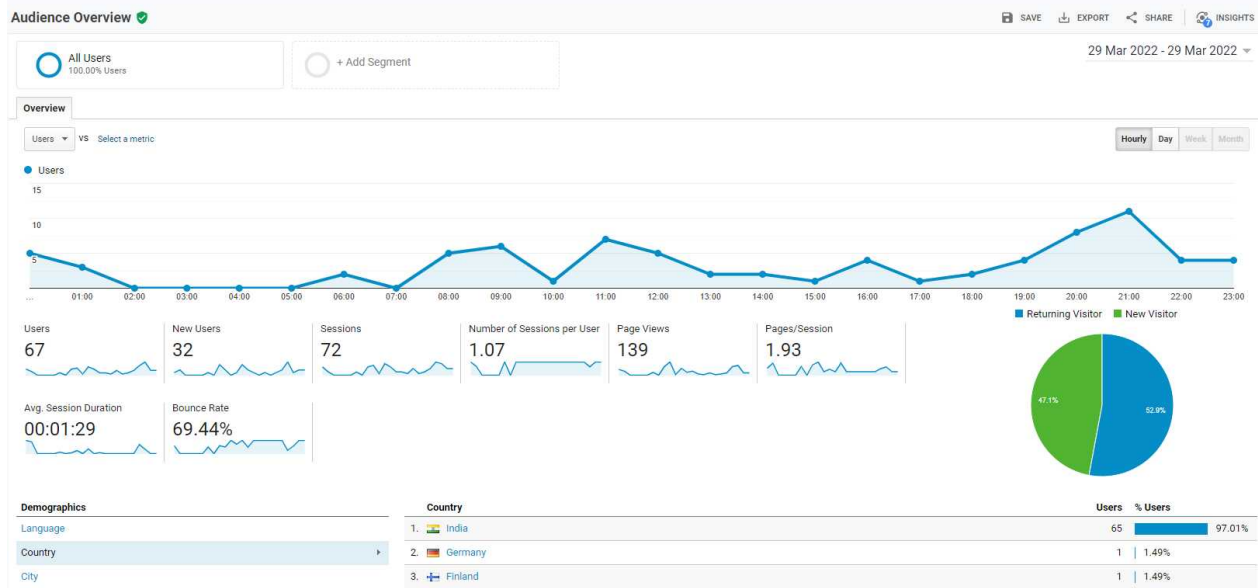 Audience Overview
SAVE EXPORT SHARE INSIGHTS
7
All Users
100.00% Users
+ Add Segment
29 Mar 2022 - 29 Mar 2022
Overview
Users VS Select a metric
Hourly Day Week Month
Users
15
10
5
... 01:00 02:00 03:00 04:00 05:00 06:00 07:00 08:00 09:00 10:00 11:00 12:00 13:00 14:00 15:00 16:00 17:00 18:00 19:00 20:00 21:00 22:00 23:00
Returning Visitor New Visitor
Users
67
New Users
32
Sessions
72
Number of Sessions per User
1.07
Page Views
139
Pages/Session
1.93
Avg. Session Duration
00:01:29
Bounce Rate
69.44%
47.1%
52.9%
Demographics
Language
Country
City
Country Users % Users
1. India 65 97.01%
2. Germany 1 1.49%
3. Finland 1 1.49%